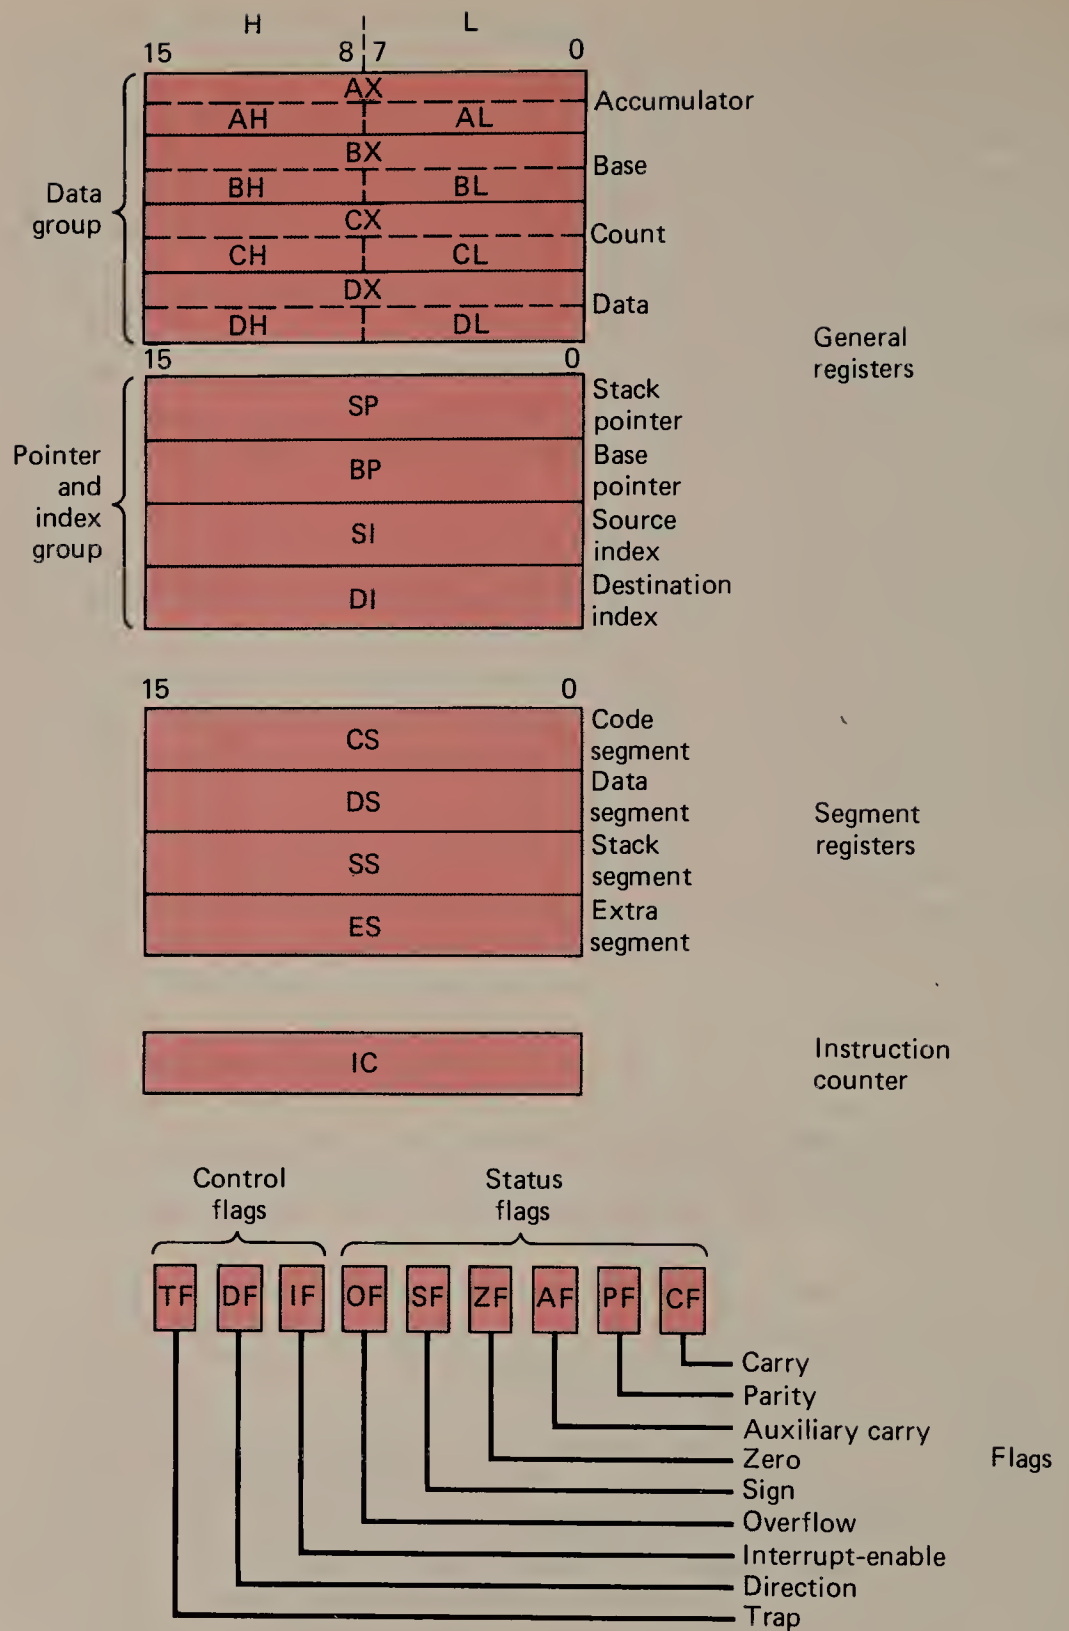 H L
15 8 7 0
AX
AH AL
Accumulator
BX
BH BL
Base
CX
CH CL
Count
DX
DH DL
Data
Data
group
15 0
SP
Stack
pointer
BP
Base
pointer
SI
Source
index
DI
Destination
index
Pointer
and
index
group
General
registers
15 0
CS
Code
segment
DS
Data
segment
SS
Stack
segment
ES
Extra
segment
Segment
registers
IC
Instruction
counter
Control
flags
Status
flags
TF DF IF OF SF ZF AF PF CF
Carry
Parity
Auxiliary carry
Zero
Sign
Overflow
Interrupt-enable
Direction
Trap
Flags